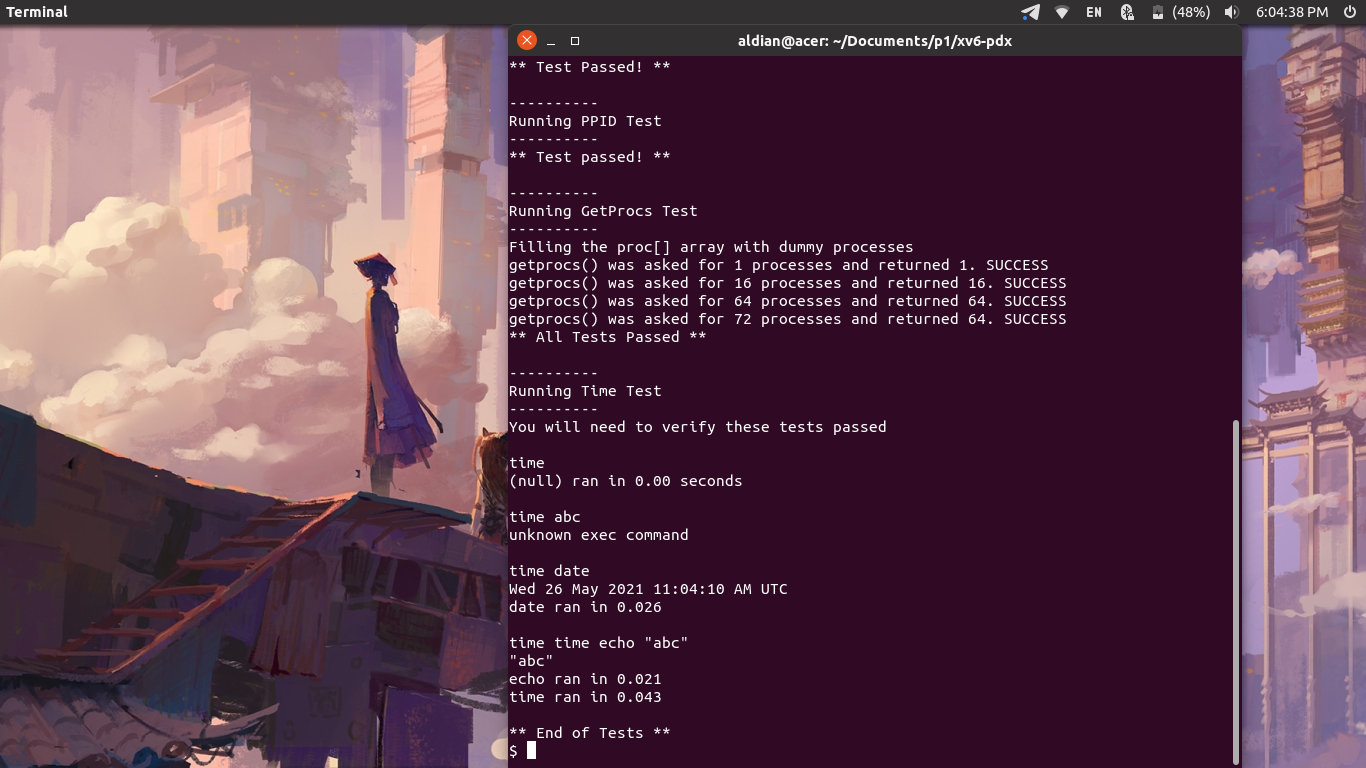 Terminal
EN
(48%)
6:04:38 PM
aldian@acer: ~/Documents/p1/xv6-pdx
** Test Passed! **
----------
Running PPID Test
----------
** Test passed! **
----------
Running GetProcs Test
----------
Filling the proc[] array with dummy processes
getprocs() was asked for 1 processes and returned 1. SUCCESS
getprocs() was asked for 16 processes and returned 16. SUCCESS
getprocs() was asked for 64 processes and returned 64. SUCCESS
getprocs() was asked for 72 processes and returned 64. SUCCESS
** All Tests Passed **
----------
Running Time Test
----------
You will need to verify these tests passed
time
(null) ran in 0.00 seconds
time abc
unknown exec command
time date
Wed 26 May 2021 11:04:10 AM UTC
date ran in 0.026
time time echo "abc"
"abc"
echo ran in 0.021
time ran in 0.043
** End of Tests **
$